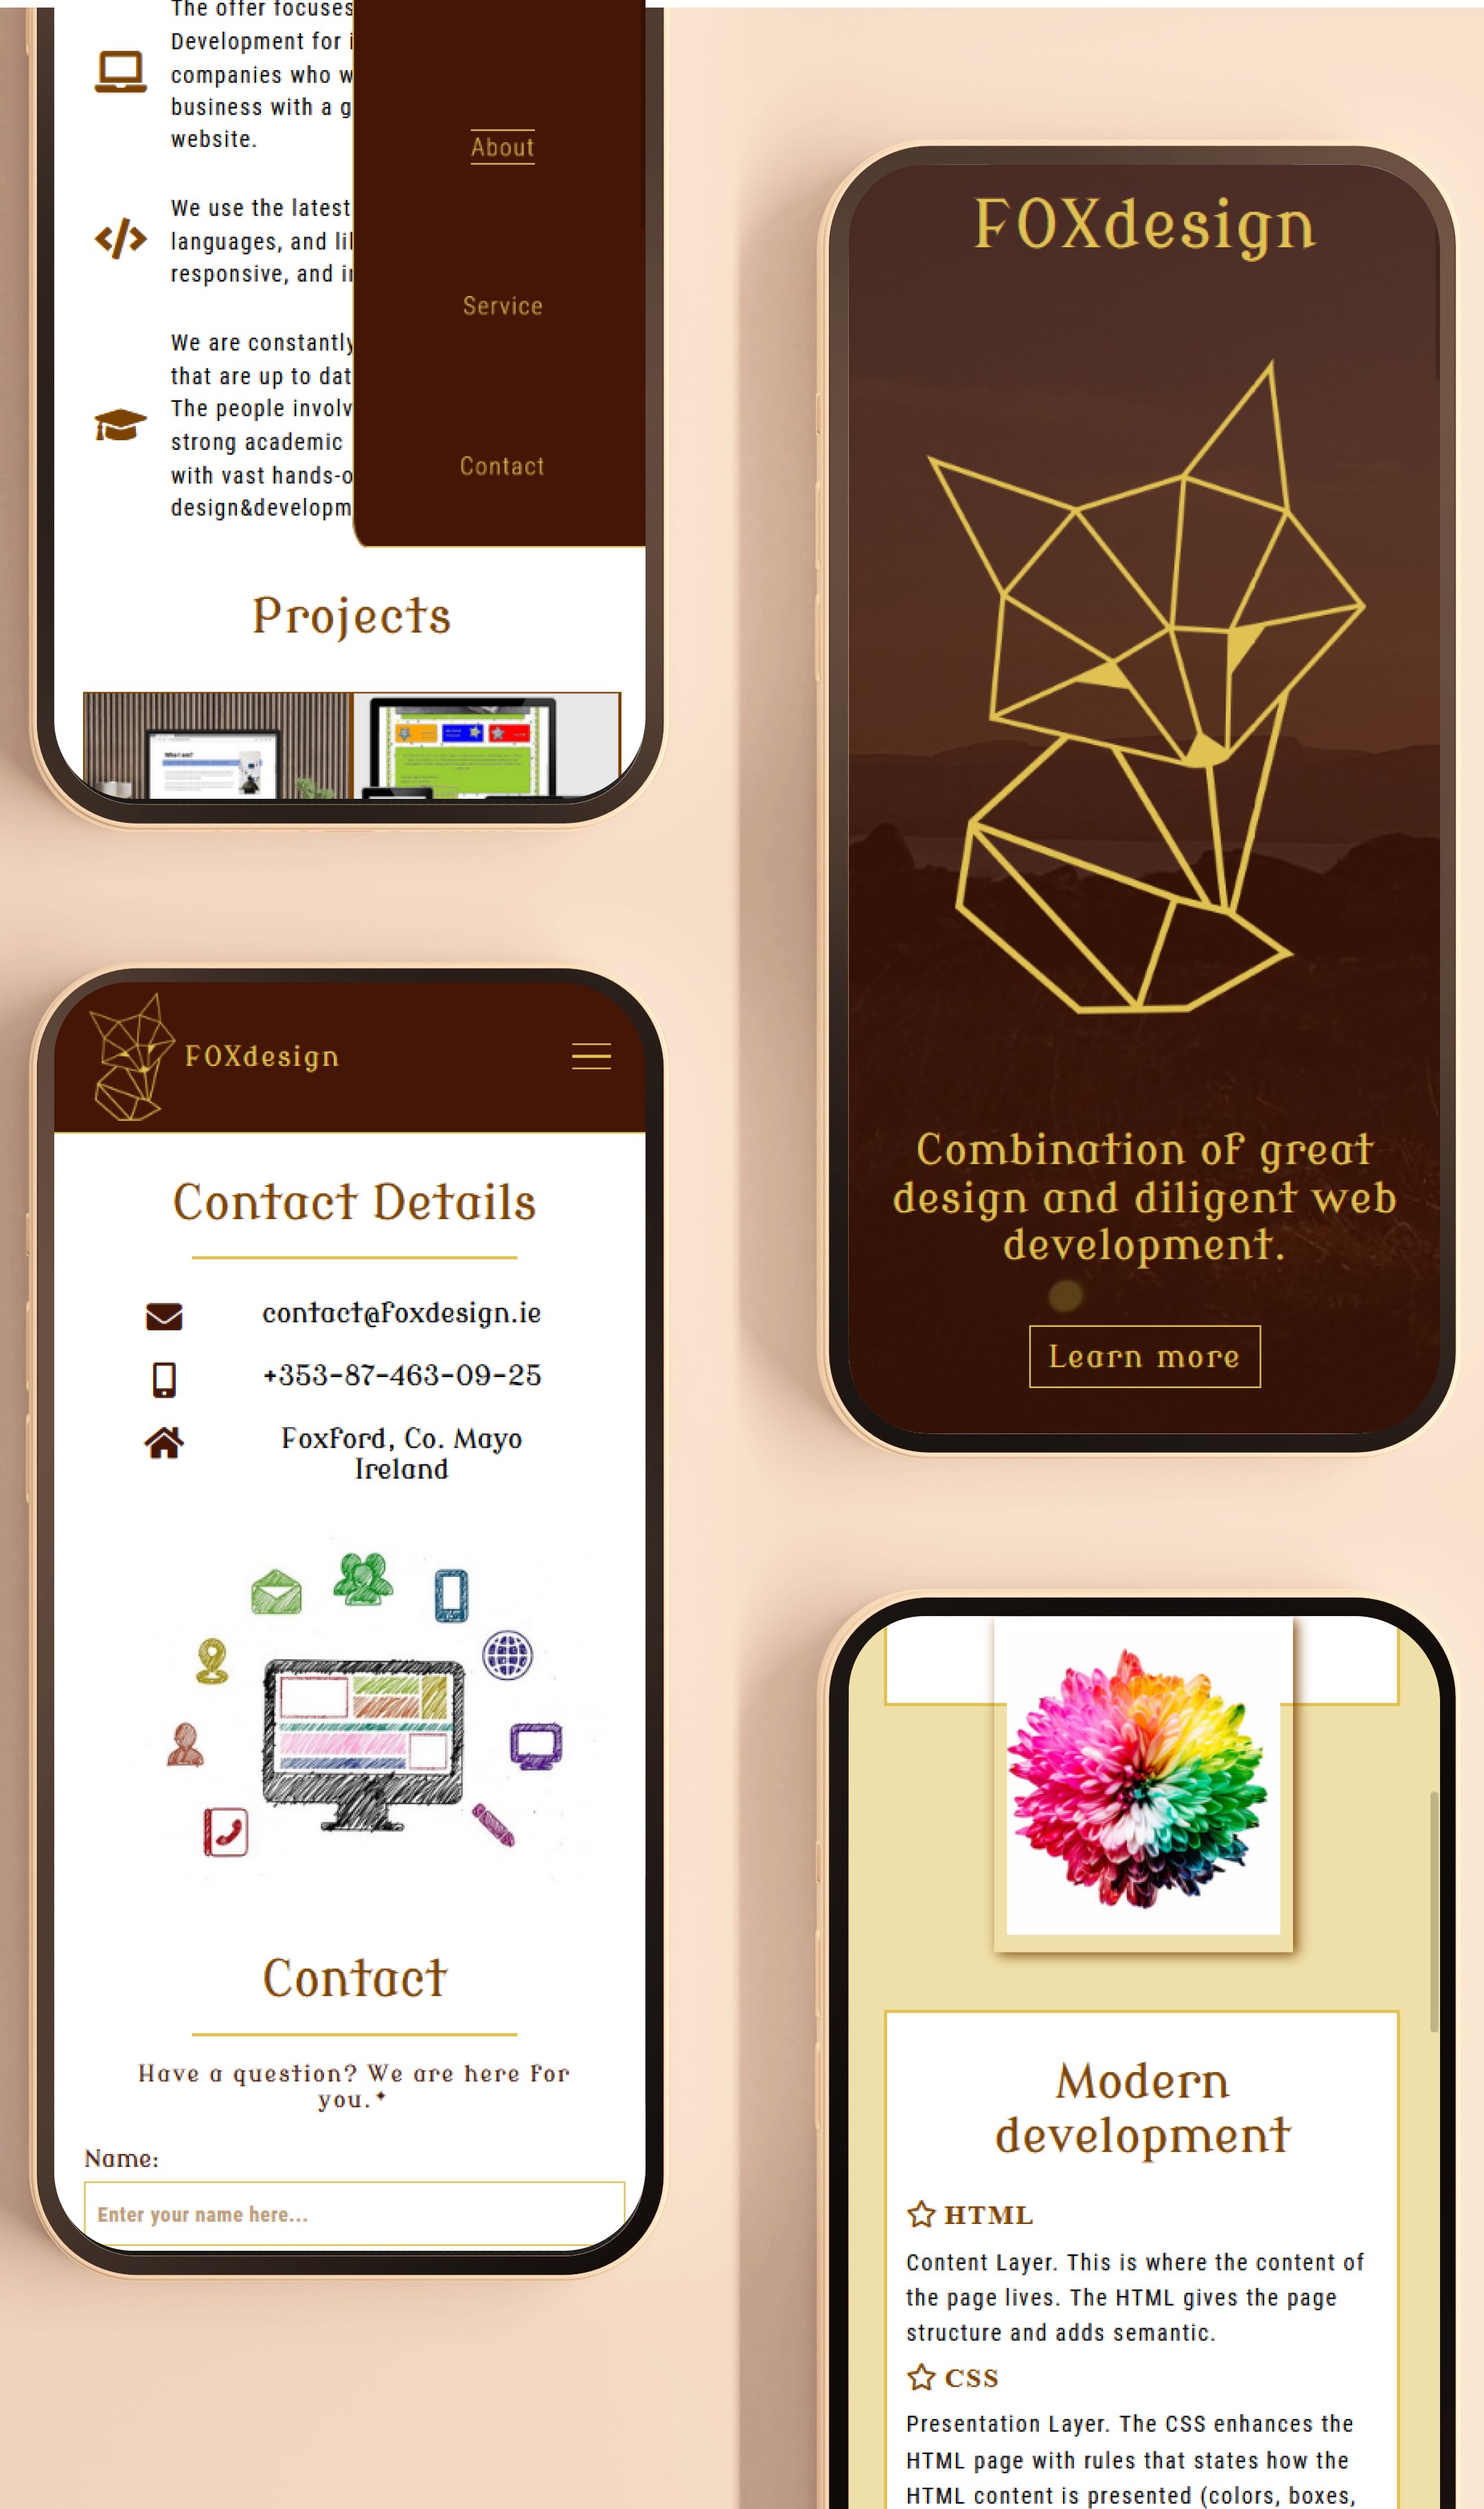 The offer focuses
Development for i
companies who w
business with a g
website.
We use the latest
languages, and lil
responsive, and i
We are constantly
that are up to dat
The people involv
strong academic
with vast hands-o
design&developm
About
Service
Contact
Projects
Who I am?
FOXdesign
Combination of great
design and diligent web
development.
Learn more
FOXdesign
Contact Details
contact@foxdesign.ie
+353-87-463-09-25
Foxford, Co. Mayo
Ireland
Contact
Have a question? We are here for
you.*
Name:
Enter your name here...
Modern
development
HTML
Content Layer. This is where the content of
the page lives. The HTML gives the page
structure and adds semantic.
CSS
Presentation Layer. The CSS enhances the
HTML page with rules that states how the
HTML content is presented (colors, boxes,